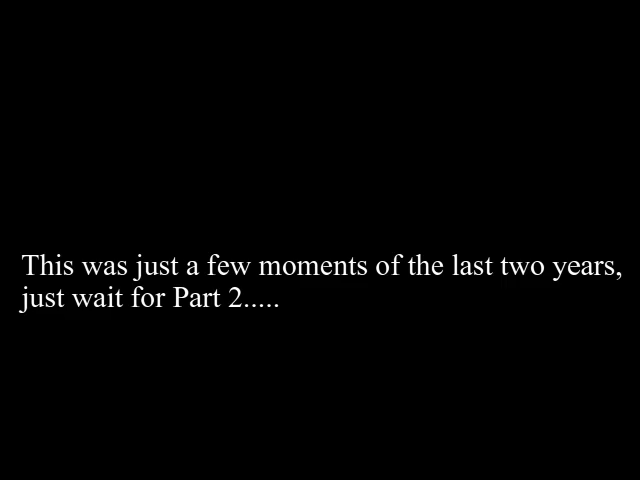 This was just a few moments of the last two years,
just wait for Part 2.....